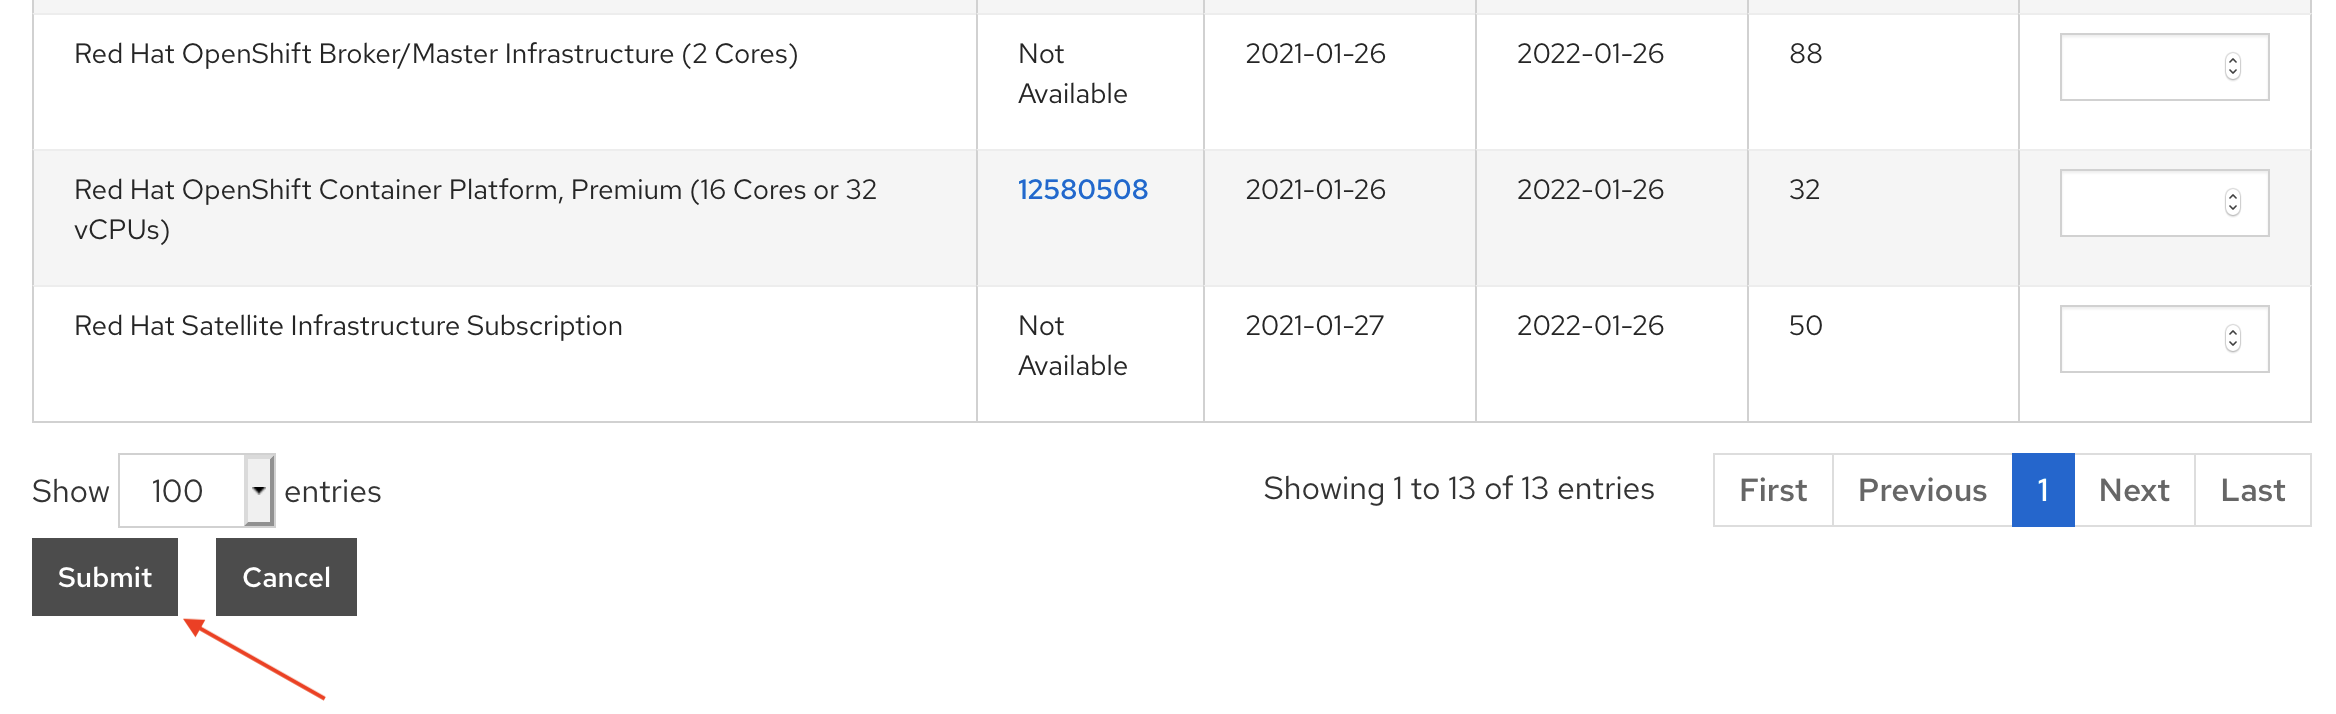 Red Hat OpenShift Broker/Master Infrastructure (2 Cores) Not 2021-01-26 2022-01-26 88
Available
Red Hat OpenShift Container Platform, Premium (16 Cores or 32 12580508 2021-01-26 2022-01-26 32
vCPUs)
Red Hat Satellite Infrastructure Subscription Not 2021-01-27 2022-01-26 50
Available
Show 100 entries Showing 1 to 13 of 13 entries First Previous 1 Next Last
Submit Cancel